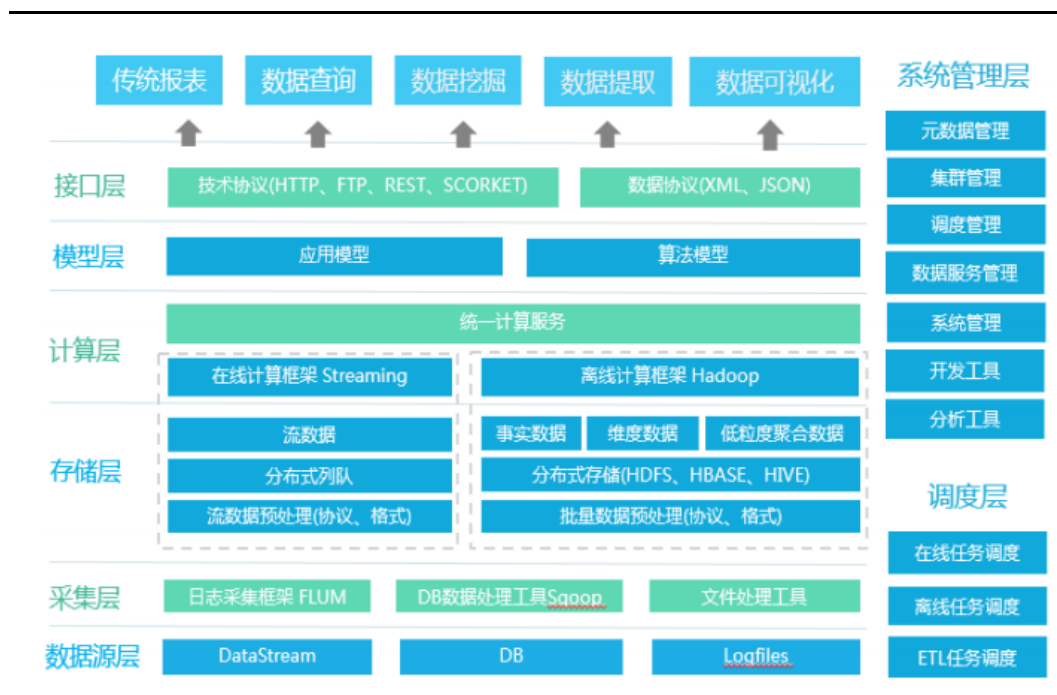 传统报表
数据查询
数据挖掘
数据提取
数据可视化
接口层
技术协议(HTTP、FTP、REST、SCORKET)
数据协议(XML、JSON)
模型层
应用模型
算法模型
计算层
统一计算服务
在线计算框架 Streaming
离线计算框架 Hadoop
存储层
流数据
事实数据
维度数据
低粒度聚合数据
分布式列队
分布式存储(HDFS、HBASE、HIVE)
流数据预处理(协议、格式)
批量数据预处理(协议、格式)
采集层
日志采集框架 FLUM
DB数据处理工具Sqoop
文件处理工具
数据源层
DataStream
DB
Logfiles
系统管理层
元数据管理
集群管理
调度管理
数据服务管理
系统管理
开发工具
分析工具
调度层
在线任务调度
离线任务调度
ETL任务调度